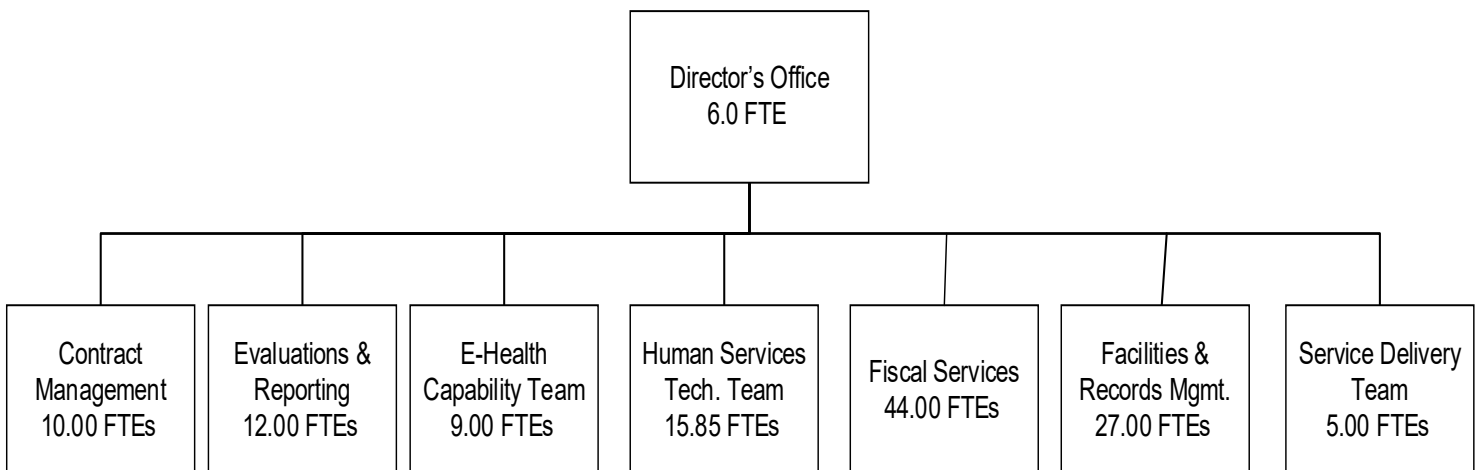 Director’s Office
6.0 FTE
Contract
Management
10.00 FTEs
Evaluations &
Reporting
12.00 FTEs
E-Health
Capability Team
9.00 FTEs
Human Services
Tech. Team
15.85 FTEs
Fiscal Services
44.00 FTEs
Facilities &
Records Mgmt.
27.00 FTEs
Service Delivery
Team
5.00 FTEs